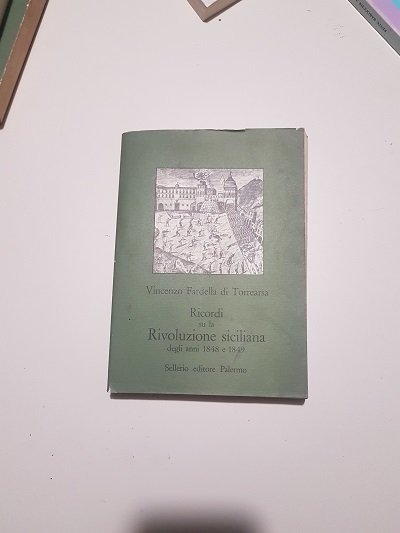 Vincenzo Fardella di Torrearsa
Ricordi
su la
Rivoluzione siciliana
degli anni 1848 e 1849
Sellerio editore Palermo